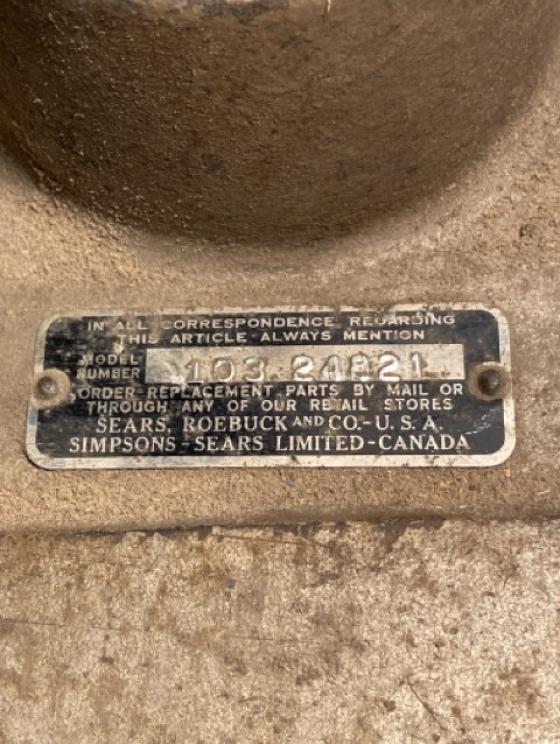 IN ALL CORRESPONDENCE REGARDING
THIS ARTICLE ALWAYS MENTION
MODEL NUMBER 103.24821
ORDER REPLACEMENT PARTS BY MAIL OR
THROUGH ANY OF OUR RETAIL STORES
SEARS, ROEBUCK AND CO.-U.S.A.
SIMPSONS-SEARS LIMITED-CANADA